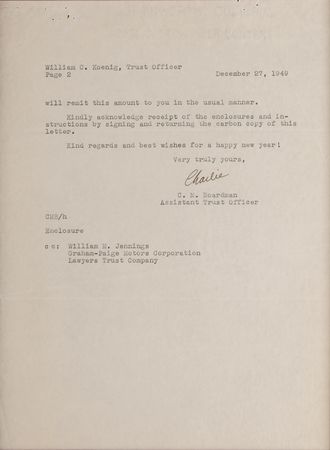 William C. Koenig, Trust Officer
Page 2 December 27, 1949
will remit this amount to you in the usual manner.
Kindly acknowledge receipt of the enclosures and in-
structions by signing and returning the carbon copy of this
letter.
Kind regards and best wishes for a happy new year!
Very truly yours,
Charlie
C. M. Boardman
Assistant Trust Officer
CMB/h
Enclosure
cc: William M. Jennings
Graham-Paige Motors Corporation
Lawyers Trust Company